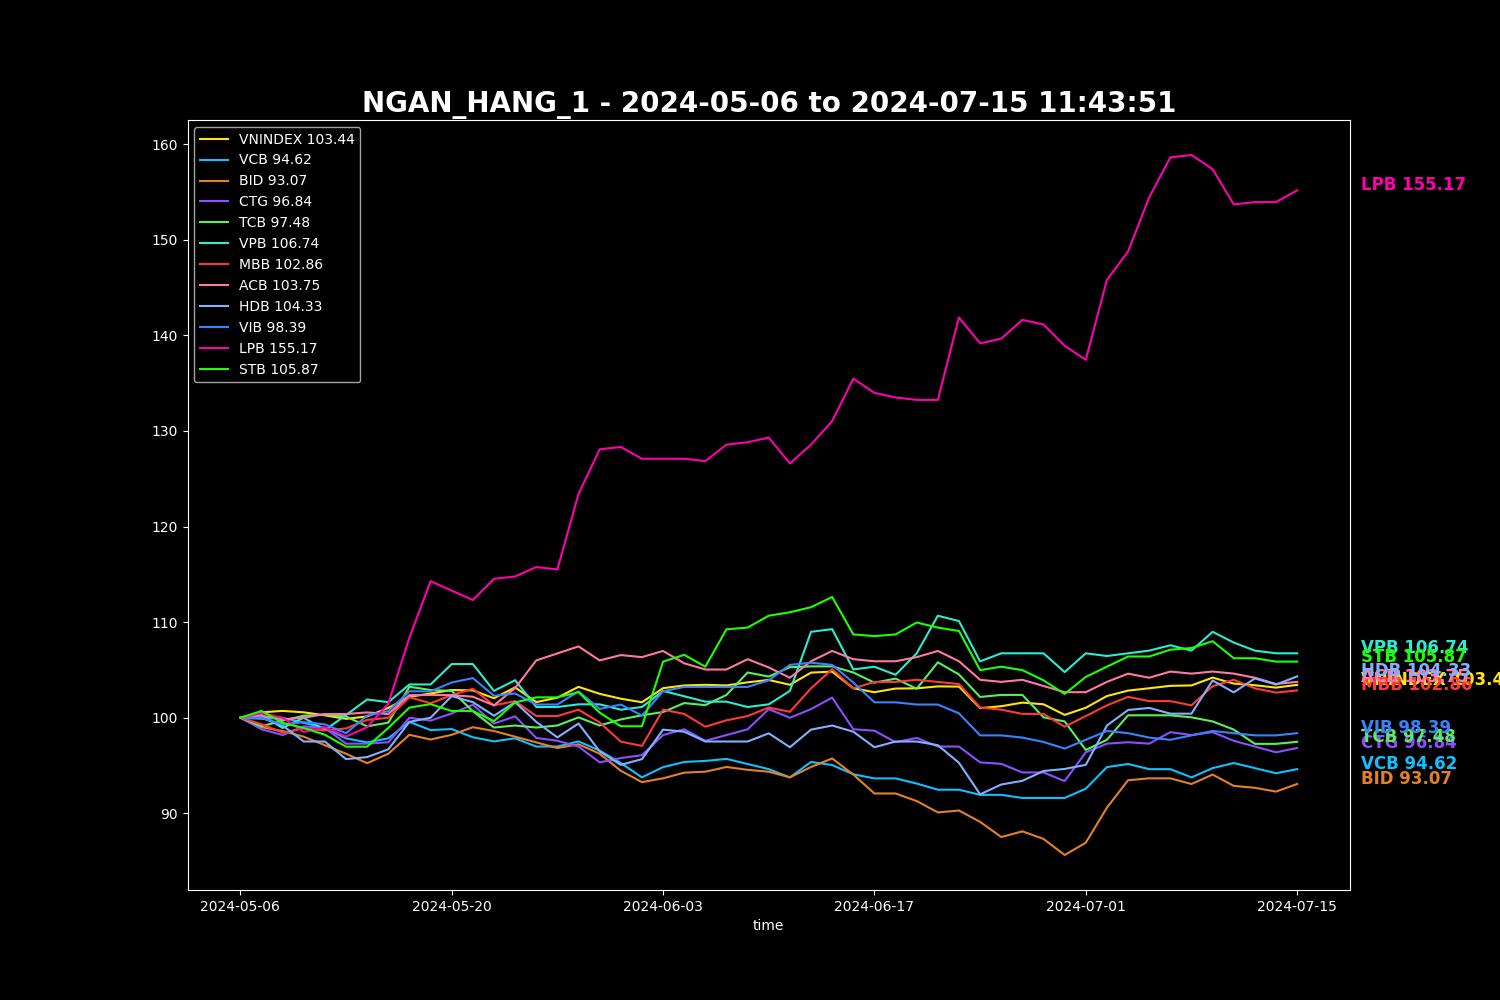 NGAN_HANG_1 - 2024-05-06 to 2024-07-15 11:43:51
VNINDEX 103.44
VCB 94.62
BID 93.07
CTG 96.84
TCB 97.48
VPB 106.74
MBB 102.86
ACB 103.75
HDB 104.33
VIB 98.39
LPB 155.17
STB 105.87
160
150
140
130
120
110
100
90
LPB 155.17
VPB 106.74
STB 105.87
HDB 104.33
MBB 102.86
VIB 98.39
TCB 97.48
CTG 96.84
VCB 94.62
BID 93.07
2024-05-06
2024-05-20
2024-06-03
2024-06-17
2024-07-01
2024-07-15
time